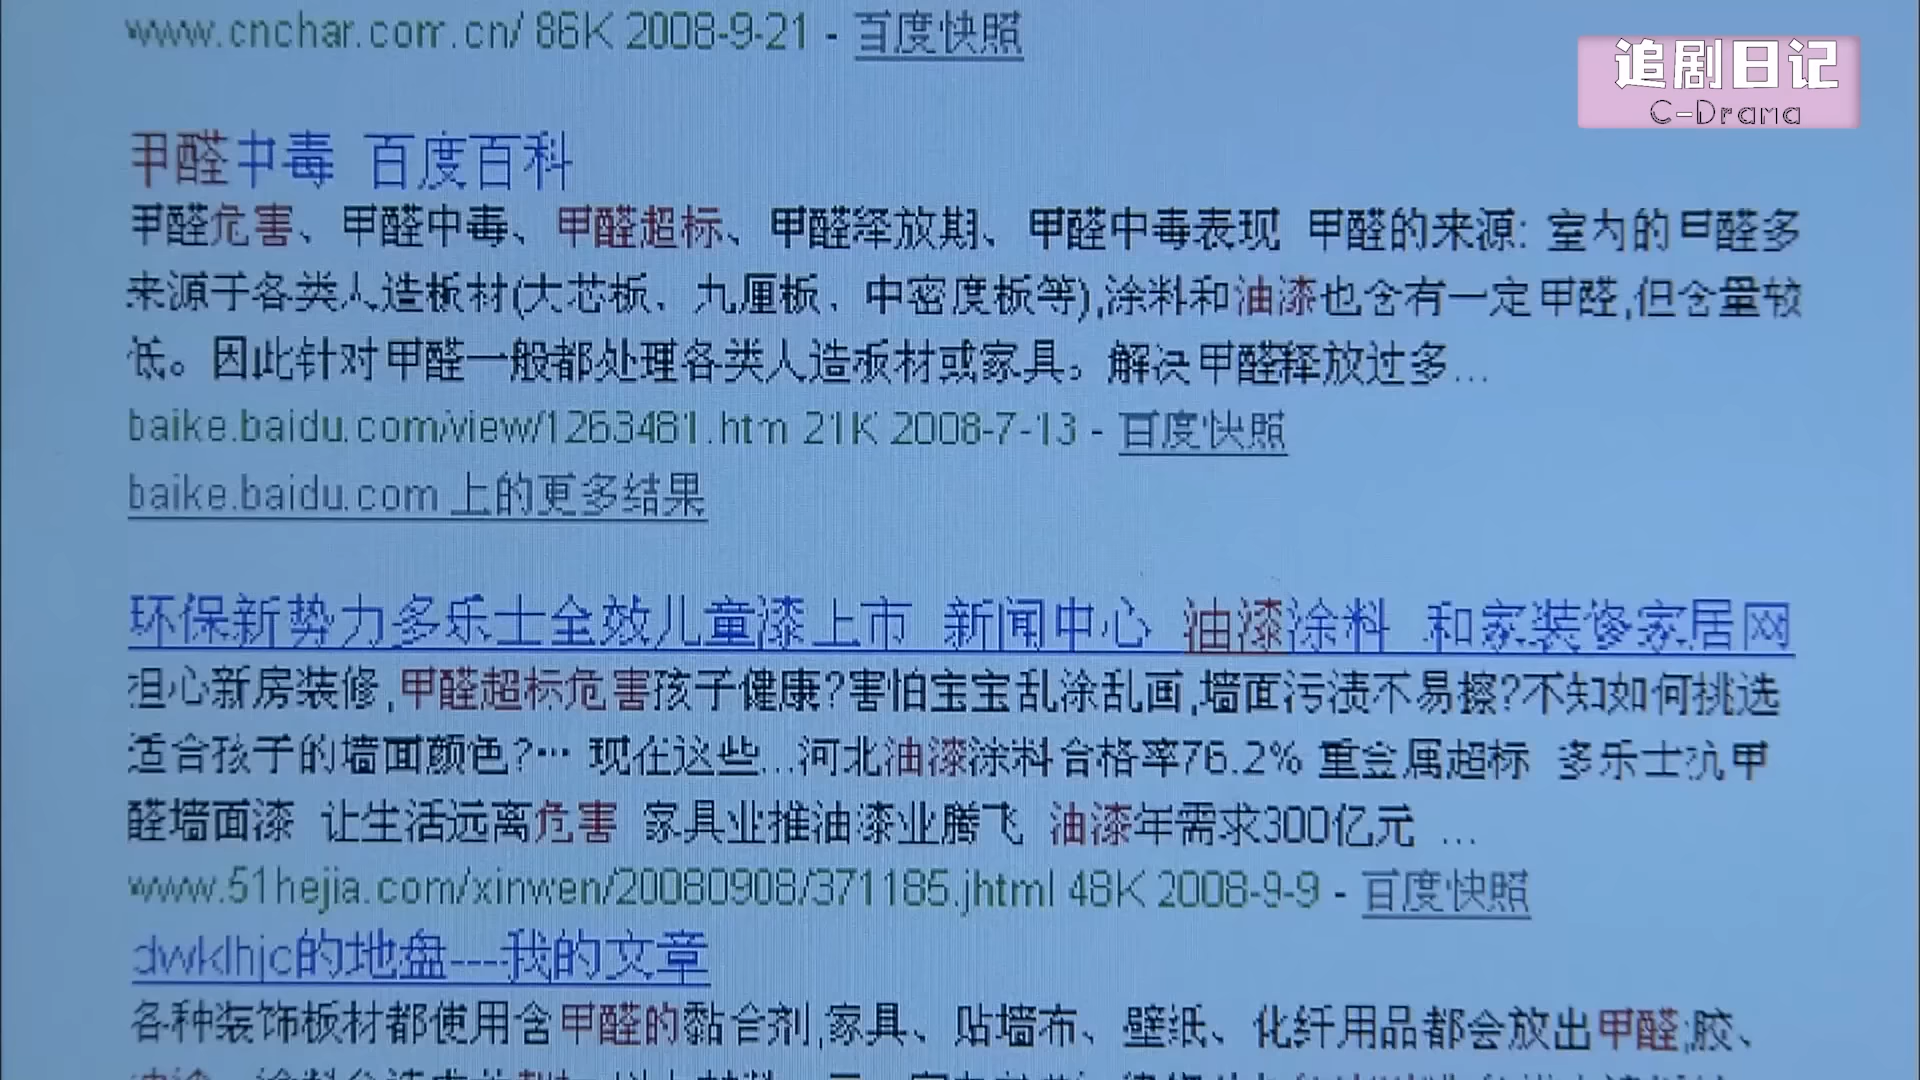 www.cnchar.com.cn/ 86K 2008-9-21 - 百度快照
追剧日记
C-Drama
甲醛中毒 百度百科
甲醛危害、甲醛中毒、甲醛超标、甲醛释放期、甲醛中毒表现 甲醛的来源: 室内的甲醛多
来源于各类人造板材(大芯板、九厘板、中密度板等),涂料和油漆也含有一定甲醛,但含量较
低。因此针对甲醛一般都处理各类人造板材或家具。解决甲醛释放过多...
baike.baidu.com/view/1263481.htm 21K 2008-7-13 - 百度快照
baike.baidu.com 上的更多结果
环保新势力多乐士全效儿童漆上市 新闻中心 油漆涂料 和家装修家居网
担心新房装修,甲醛超标危害孩子健康?害怕宝宝乱涂乱画,墙面污渍不易擦?不知如何挑选
适合孩子的墙面颜色?… 现在这些...河北油漆涂料合格率76.2% 重金属超标 多乐士抗甲
醛墙面漆 让生活远离危害 家具业推油漆业腾飞 油漆年需求300亿元 ...
www.51hejia.com/xinwen/20080908/371185.jhtml 48K 2008-9-9 - 百度快照
dwklhjc的地盘----我的文章
各种装饰板材都使用含甲醛的黏合剂,家具、贴墙布、壁纸、化纤用品都会放出甲醛;胶、